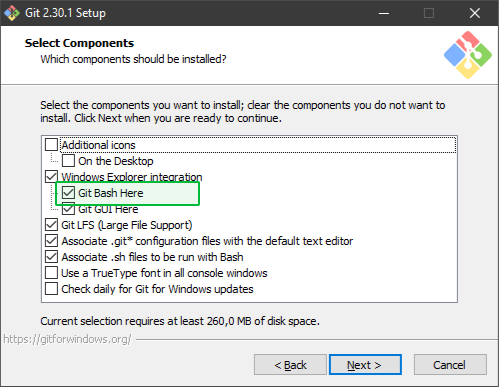 Git 2.30.1 Setup
Select Components
Which components should be installed?
Select the components you want to install; clear the components you do not want to
install. Click Next when you are ready to continue.
Additional icons
On the Desktop
Windows Explorer integration
Git Bash Here
Git GUI Here
Git LFS (Large File Support)
Associate .git* configuration files with the default text editor
Associate .sh files to be run with Bash
Use a TrueType font in all console windows
Check daily for Git for Windows updates
Current selection requires at least 260,0 MB of disk space.
https://gitforwindows.org/
< Back
Next >
Cancel